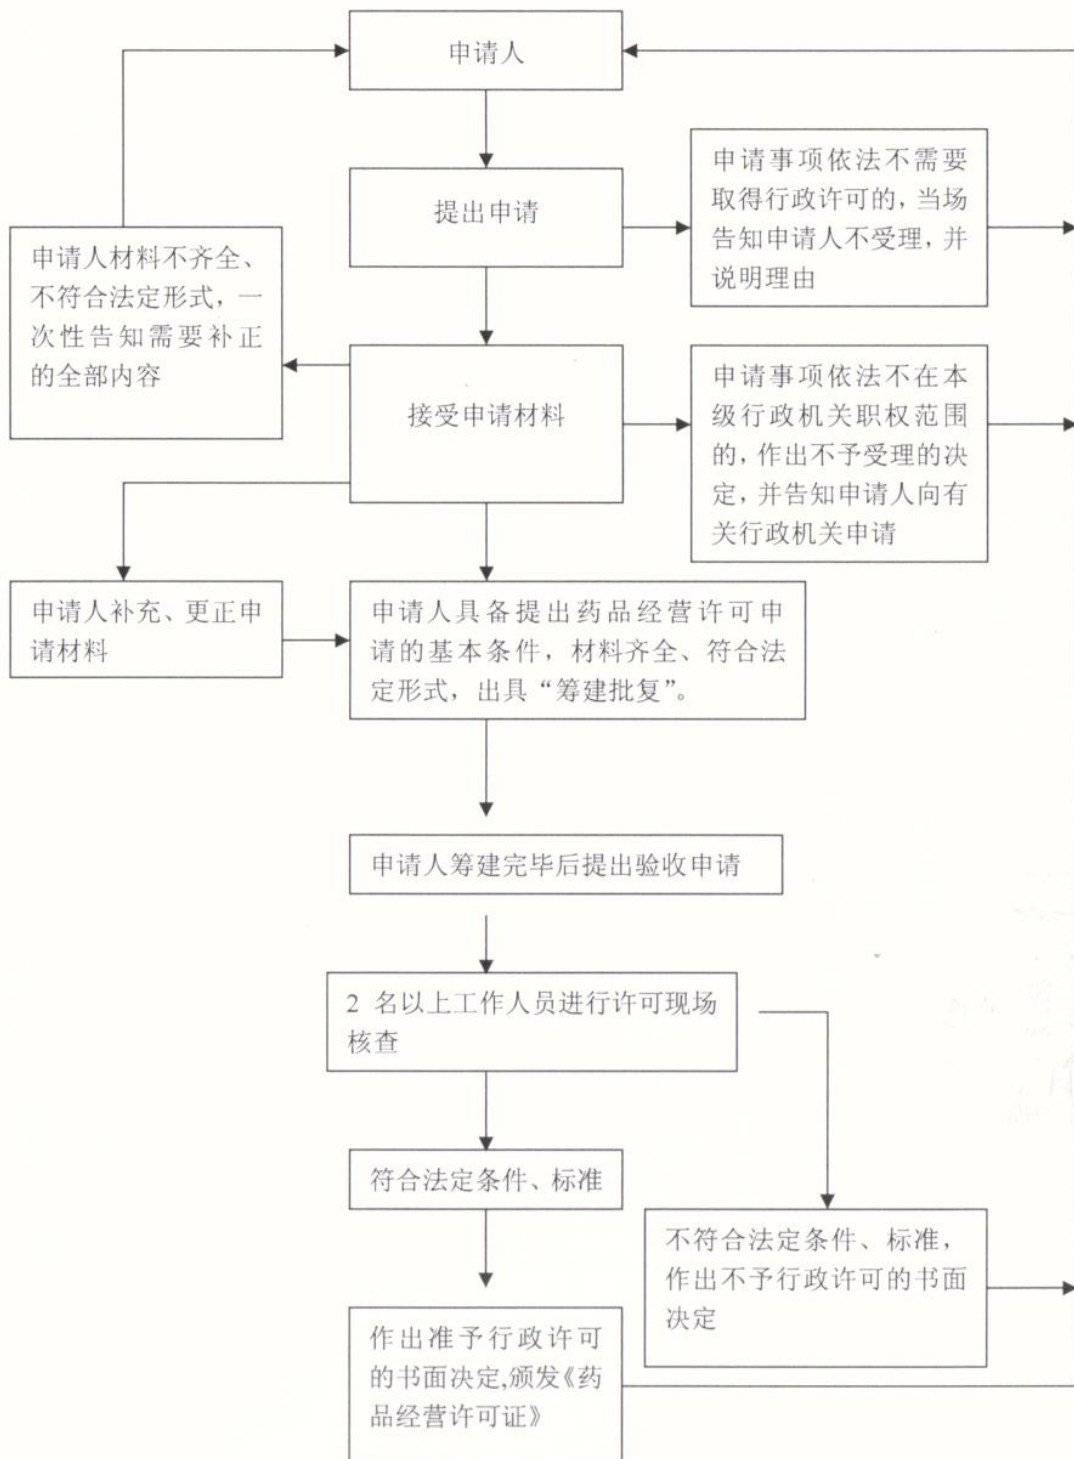 申请人
提出申请
申请事项依法不需要
取得行政许可的，当场
告知申请人不受理，并
说明理由
申请人材料不齐全、
不符合法定形式，一
次性告知需要补正
的全部内容
接受申请材料
申请事项依法不在本
级行政机关职权范围
的，作出不予受理的决
定，并告知申请人向有
关行政机关申请
申请人补充、更正申
请材料
申请人具备提出药品经营许可申
请的基本条件，材料齐全、符合法
定形式，出具“筹建批复”。
申请人筹建完毕后提出验收申请
2 名以上工作人员进行许可现场
核查
符合法定条件、标准
不符合法定条件、标准，
作出不予行政许可的书面
决定
作出准予行政许可
的书面决定,颁发《药
品经营许可证》